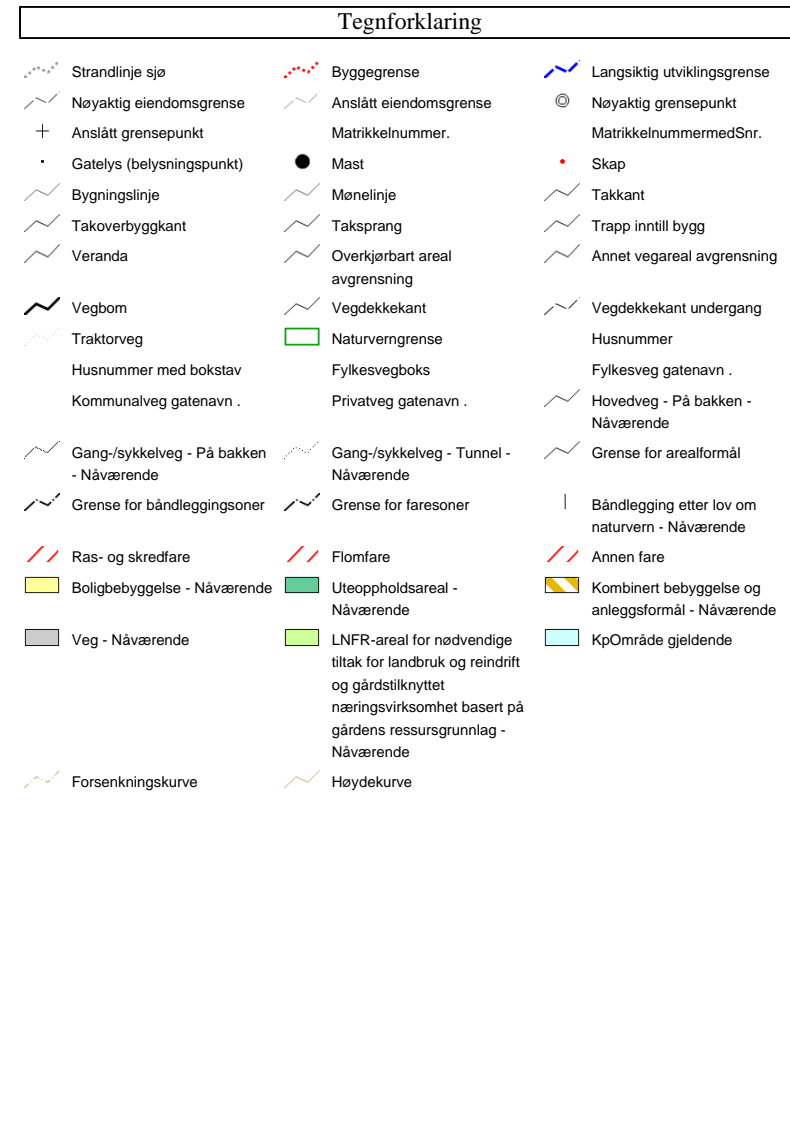 Tegnforklaring
Strandlinje sjø
Byggegrense
Langsiktig utviklingsgrense
Nøyaktig eiendomsgrense
Anslått eiendomsgrense
Nøyaktig grensepunkt
Anslått grensepunkt
Matrikkelnummer.
MatrikkelnummermedSnr.
Gatelys (belysningspunkt)
Mast
Skap
Bygningslinje
Mønelinje
Takkant
Takoverbyggkant
Taksprang
Trapp inntill bygg
Veranda
Overkjørbart areal
avgrensning
Annet vegareal avgrensning
Vegbom
Vegdekkekant
Vegdekkekant undergang
Traktorveg
Naturverngrense
Husnummer
Husnummer med bokstav
Fylkesvegboks
Fylkesveg gatenavn .
Kommunalveg gatenavn .
Privatveg gatenavn .
Hovedveg - På bakken -
Nåværende
Gang-/sykkelveg - På bakken
- Nåværende
Gang-/sykkelveg - Tunnel -
Nåværende
Grense for arealformål
Grense for båndleggingsoner
Grense for faresoner
Båndlegging etter lov om
naturvern - Nåværende
Ras- og skredfare
Flomfare
Annen fare
Boligbebyggelse - Nåværende
Uteoppholdsareal -
Nåværende
Kombinert bebyggelse og
anleggsformål - Nåværende
Veg - Nåværende
LNFR-areal for nødvendige
tiltak for landbruk og reindrift
og gårdstilknyttet
næringsvirksomhet basert på
gårdens ressursgrunnlag -
Nåværende
KpOmråde gjeldende
Forsenkningskurve
Høydekurve